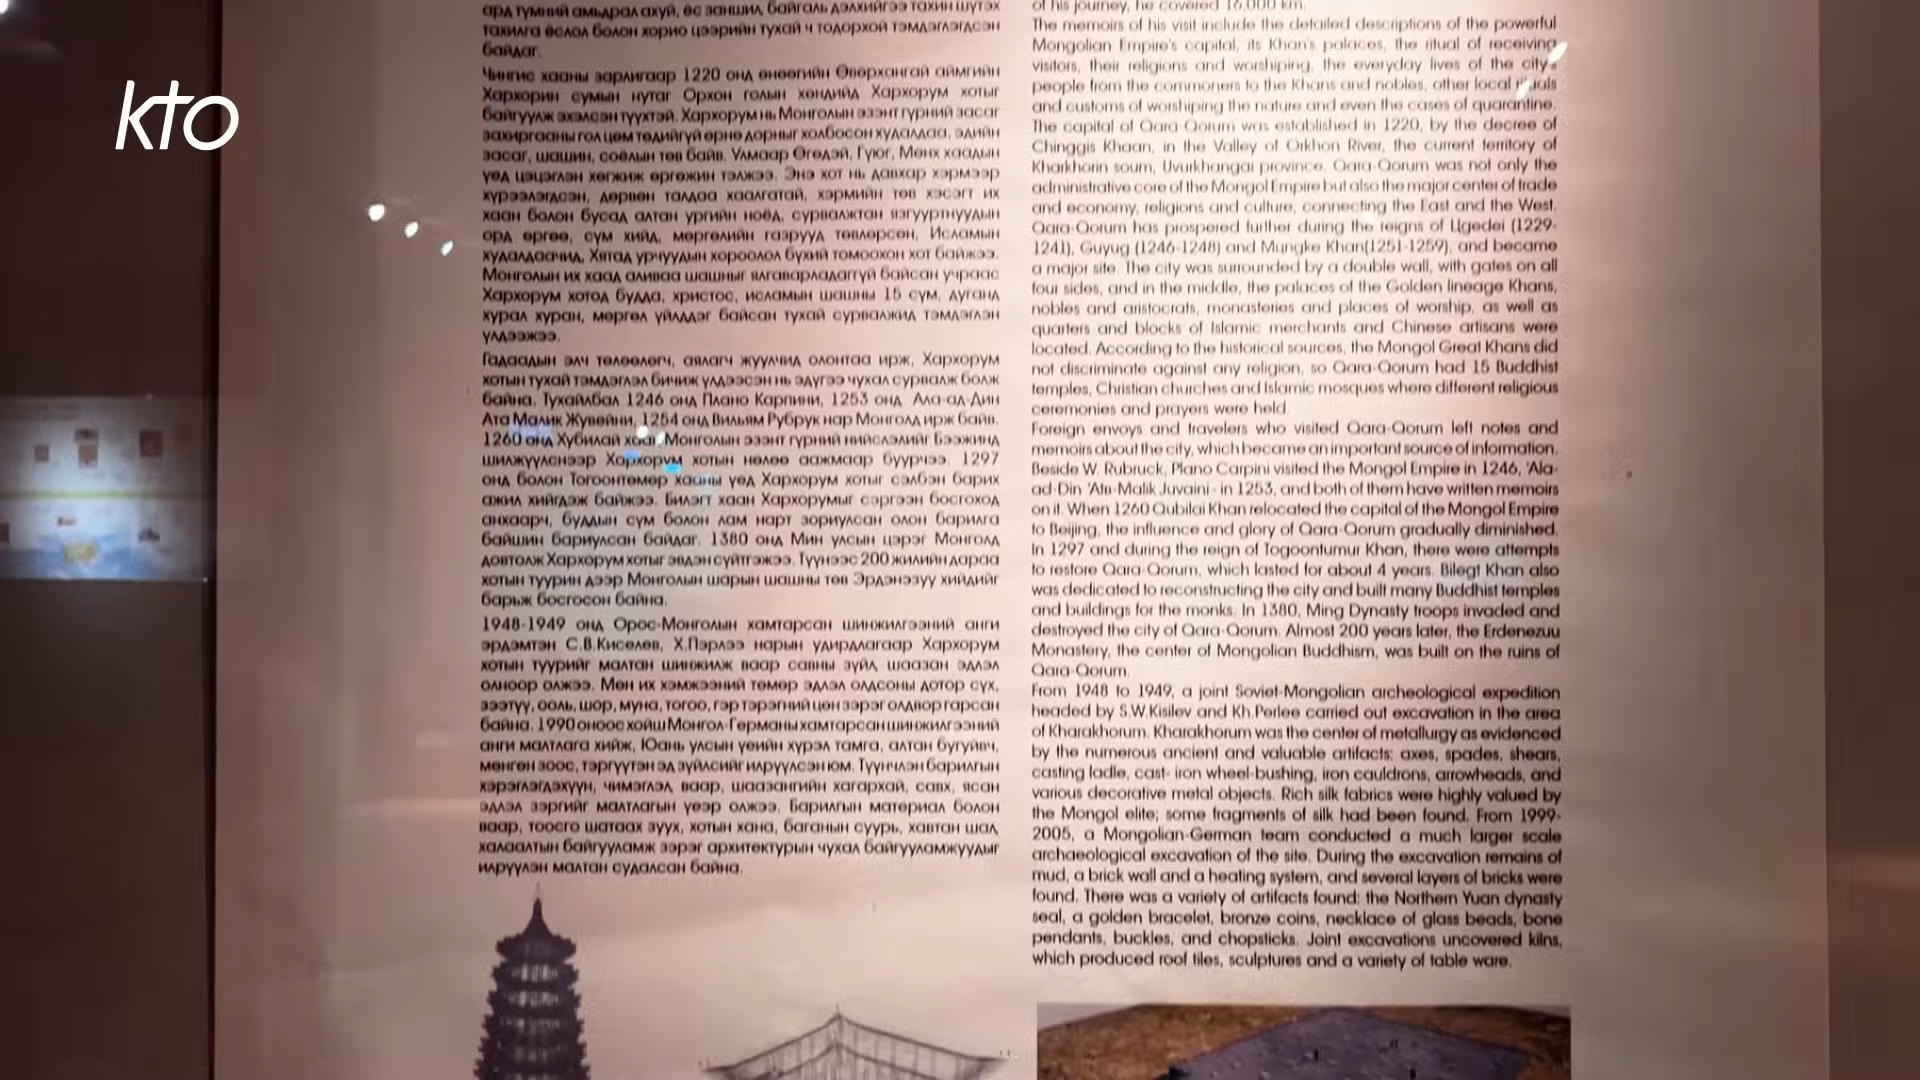 kto
ард түмний амьдрал ахуй, ёс заншил, байгаль дэлхийгээ тахин шүтэх
тахилга ёслол болон хорио цээрийн тухай ч тодорхой тэмдэглэгдсэн
байдаг.
Чингис хааны зарлигаар 1220 онд өнөөгийн Өвөрхангай аймгийн
Хархорин сумын нутаг Орхон голын хөндийд Хархорум хотыг
байгуулж эхэлсэн түүхтэй. Хархорум нь Монголын эзэнт гүрний засаг
захиргааны гол цөм төдийгүй өрнө дорныг холбосон худалдаа, эдийн
засаг, шашин, соёлын төв байв. Улмаар Өгөдэй, Гүюг, Мөнх хаадын
үед цэцэглэн хөгжиж өргөжин тэлжээ. Энэ хот нь давхар хэрмээр
хүрээлэгдсэн, дөрвөн талдаа хаалгатай, хэрмийн төв хэсэгт их
хаан болон бусад алтан ургийн ноёд, сурвалжтан язгууртнуудын
орд өргөө, сүм хийд, мөргөлийн газрууд төвлөрсөн, Исламын
худалдаачид, Хятад урчуудын хороолол бүхий томоохон хот байжээ.
Монголын их хаад аливаа шашныг ялгаварладаггүй байсан учраас
Хархорум хотод будда, христос, исламын шашны 15 сүм, дуганд
хурал хуран, мөргөл үйлддэг байсан тухай сурвалжид тэмдэглэн
үлдээжээ.
Гадаадын элч төлөөлөгч, аялагч жуулчид олонтаа ирж, Хархорум
хотын тухай тэмдэглэл бичиж үлдээсэн нь эдүгээ чухал сурвалж болж
байна. Тухайлбал 1246 онд Плано Карпини, 1253 онд Ала-ад-Дин
Ата Малик Жувейни, 1254 онд Вильям Рубрук нар Монголд ирж байв.
1260 онд Хубилай хаан Монголын эзэнт гүрний нийслэлийг Бээжинд
шилжүүлснээр Хархорум хотын нөлөө аажмаар буурчээ. 1297
онд болон Тогоонтөмөр хааны үед Хархорум хотыг сэлбэн барих
ажил хийгдэж байжээ. Билэгт хаан Хархорумыг сэргээн босгоход
анхаарч, буддын сүм болон лам нарт зориулсан олон барилга
байшин бариулсан байдаг. 1380 онд Мин улсын цэрэг Монголд
довтолж Хархорум хотыг эвдэн сүйтгэжээ. Түүнээс 200 жилийн дараа
хотын туурин дээр Монголын шарын шашны төв Эрдэнэзуу хийдийг
барьж босгосон байна.
1948-1949 онд Орос-Монголын хамтарсан шинжилгээний анги
эрдэмтэн С.В.Киселев, Х.Пэрлээ нарын удирдлагаар Хархорум
хотын туурийг малтан шинжилж ваар савны зүйл, шаазан эдлэл
олноор олжээ. Мөн их хэмжээний төмөр эдлэл олдсоны дотор сүх,
зээтүү, ооль, шор, муна, тогоо, гэр тэрэгний цөн зэрэг олдвор гарсан
байна. 1990 оноос хойш Монгол-Германы хамтарсан шинжилгээний
анги малтлага хийж, Юань улсын үеийн хүрэл тамга, алтан бугуйвч,
мөнгөн зоос, тэргүүтэн эд зүйлсийг илрүүлсэн юм. Түүнчлэн барилгын
хэрэглэгдэхүүн, чимэглэл, ваар, шаазангийн хагархай, савх, ясан
эдлэл зэргийг малтлагын үеэр олжээ. Барилгын материал болон
ваар, тоосго шатаах зуух, хотын хана, баганын суурь, хавтан шал,
халаалтын байгууламж зэрэг архитектурын чухал байгууламжуудыг
илрүүлэн малтан судалсан байна.
of his journey, he covered 16,000 km.
The memoirs of his visit include the detailed descriptions of the powerful
Mongolian Empire's capital, its Khan's palaces, the ritual of receiving
visitors, their religions and worshiping, the everyday lives of the city's
people from the commoners to the Khans and nobles, other local rituals
and customs of worshiping the nature and even the cases of quarantine.
The capital of Qara Qorum was established in 1220, by the decree of
Chinggis Khaan, in the Valley of Orkhon River, the current territory of
Kharkhorin soum, Uvurkhangai province. Qara-Qorum was not only the
administrative core of the Mongol Empire but also the major center of trade
and economy, religions and culture, connecting the East and the West.
Qara-Qorum has prospered further during the reigns of Ugedei (1229-
1241), Guyug (1246-1248) and Mungke Khan(1251-1259), and became
a major site. The city was surrounded by a double wall, with gates on all
four sides, and in the middle, the palaces of the Golden lineage Khans,
nobles and aristocrats, monasteries and places of worship, as well as
quarters and blocks of Islamic merchants and Chinese artisans were
located. According to the historical sources, the Mongol Great Khans did
not discriminate against any religion, so Qara-Qorum had 15 Buddhist
temples, Christian churches and Islamic mosques where different religious
ceremonies and prayers were held.
Foreign envoys and travelers who visited Qara-Qorum left notes and
memoirs about the city, which became an important source of information.
Beside W. Rubruck, Plano Carpini visited the Mongol Empire in 1246, 'Ala-
ad-Din 'Ata-Malik Juvaini - in 1253, and both of them have written memoirs
on it. When 1260 Qubilai Khan relocated the capital of the Mongol Empire
to Beijing, the influence and glory of Qara-Qorum gradually diminished.
In 1297 and during the reign of Togoontumur Khan, there were attempts
to restore Qara-Qorum, which lasted for about 4 years. Bilegt Khan also
was dedicated to reconstructing the city and built many Buddhist temples
and buildings for the monks. In 1380, Ming Dynasty troops invaded and
destroyed the city of Qara-Qorum. Almost 200 years later, the Erdenezuu
Monastery, the center of Mongolian Buddhism, was built on the ruins of
Qara-Qorum.
From 1948 to 1949, a joint Soviet-Mongolian archeological expedition
headed by S.W.Kisilev and Kh.Perlee carried out excavation in the area
of Kharakhorum. Kharakhorum was the center of metallurgy as evidenced
by the numerous ancient and valuable artifacts: axes, spades, shears,
casting ladle, cast- iron wheel-bushing, iron cauldrons, arrowheads, and
various decorative metal objects. Rich silk fabrics were highly valued by
the Mongol elite; some fragments of silk had been found. From 1999-
2005, a Mongolian-German team conducted a much larger scale
archaeological excavation of the site. During the excavation remains of
mud, a brick wall and a heating system, and several layers of bricks were
found. There was a variety of artifacts found: the Northern Yuan dynasty
seal, a golden bracelet, bronze coins, necklace of glass beads, bone
pendants, buckles, and chopsticks. Joint excavations uncovered kilns,
which produced roof tiles, sculptures and a variety of table ware.